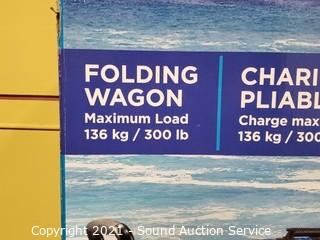 FOLDING
WAGON
Maximum Load
136 kg / 300 lb
CHARI
PLIABL
Charge max
136 kg / 300
Copyright 2021 - Sound Auction Service